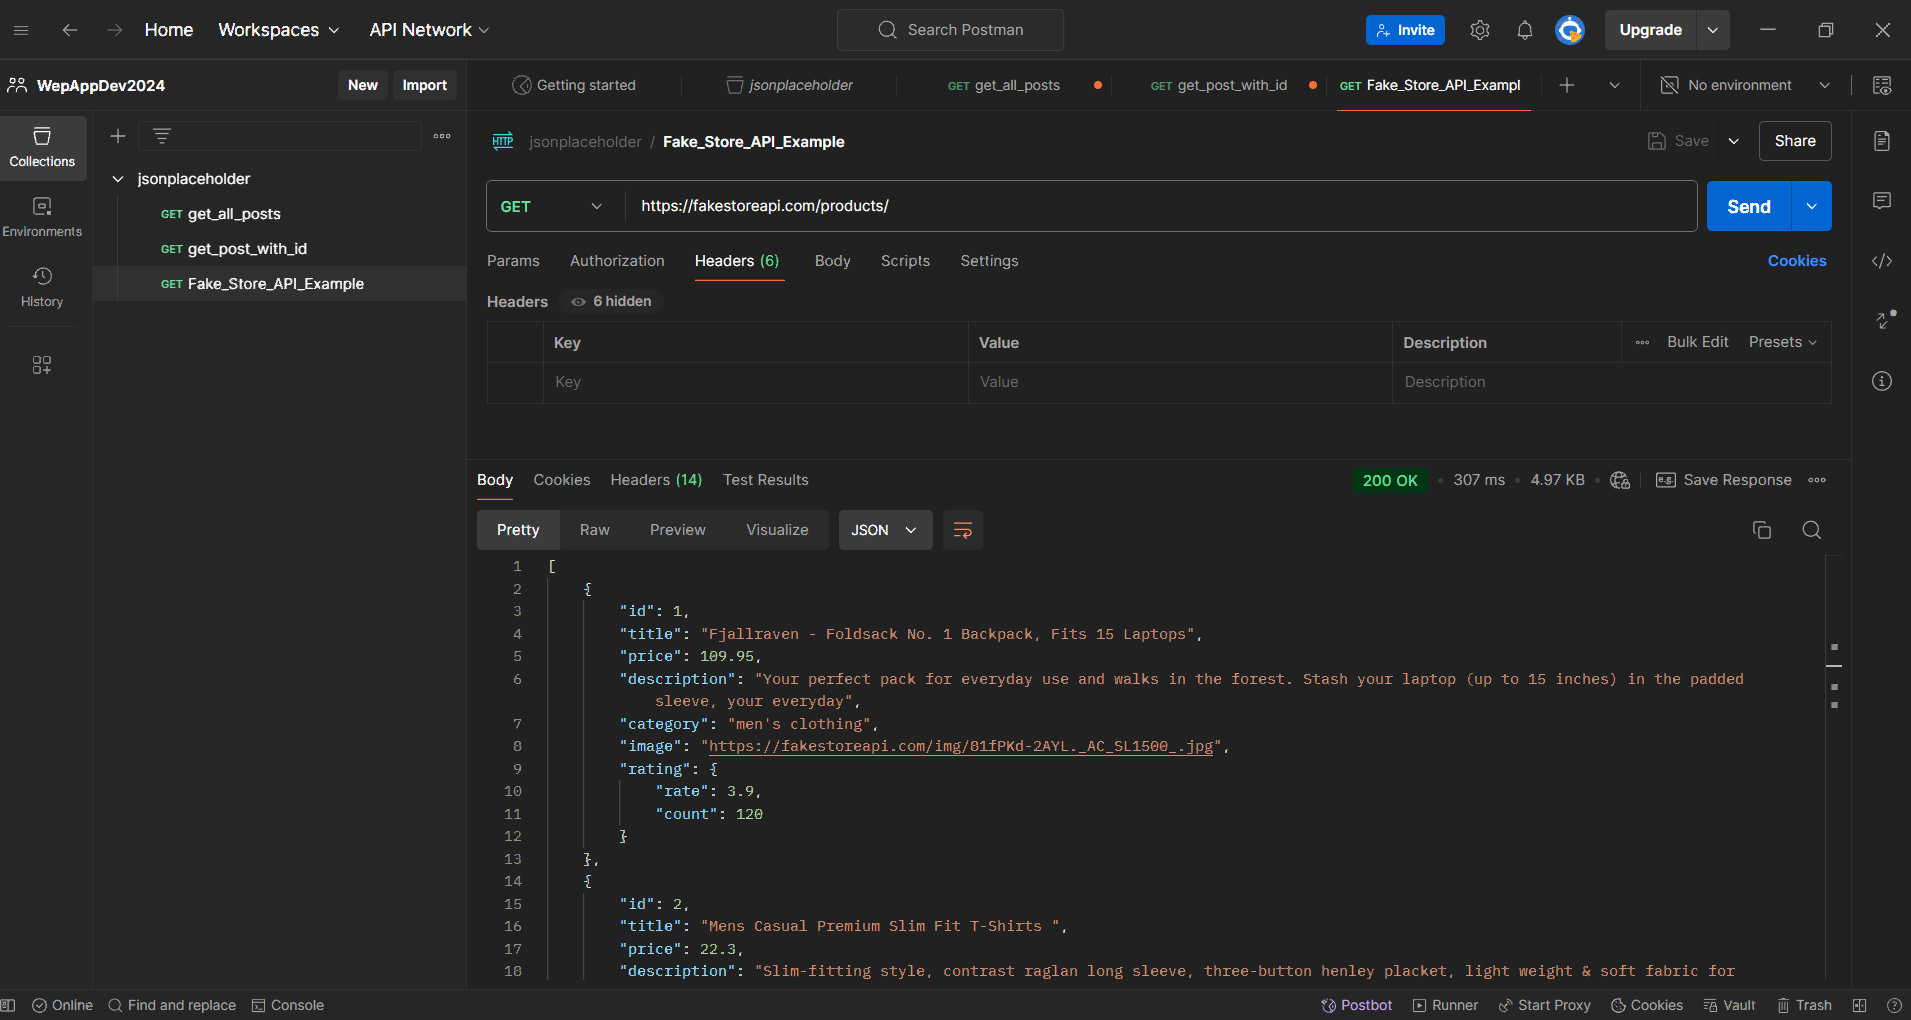 Home Workspaces API Network Search Postman Invite Upgrade
WepAppDev2024 New Import Getting started jsonplaceholder GET get_all_posts GET get_post_with_id GET Fake_Store_API_Exampl No environment
Collections
Environments
History
jsonplaceholder
GET get_all_posts
GET get_post_with_id
GET Fake_Store_API_Example
HTTP jsonplaceholder / Fake_Store_API_Example Save Share
GET https://fakestoreapi.com/products/ Send
Params Authorization Headers (6) Body Scripts Settings Cookies
Headers 6 hidden
Key Value Description Bulk Edit Presets
Key Value Description
Body Cookies Headers (14) Test Results 200 OK • 307 ms • 4.97 KB • e.g. Save Response
Pretty Raw Preview Visualize JSON
1 [
2 {
3 "id": 1,
4 "title": "Fjallraven - Foldsack No. 1 Backpack, Fits 15 Laptops",
5 "price": 109.95,
6 "description": "Your perfect pack for everyday use and walks in the forest. Stash your laptop (up to 15 inches) in the padded
sleeve, your everyday",
7 "category": "men's clothing",
8 "image": "https://fakestoreapi.com/img/81fPKd-2AYL._AC_SL1500_.jpg",
9 "rating": {
10 "rate": 3.9,
11 "count": 120
12 }
13 },
14 {
15 "id": 2,
16 "title": "Mens Casual Premium Slim Fit T-Shirts ",
17 "price": 22.3,
18 "description": "Slim-fitting style, contrast raglan long sleeve, three-button henley placket, light weight & soft fabric for
Online Find and replace Console Postbot Runner Start Proxy Cookies Vault Trash